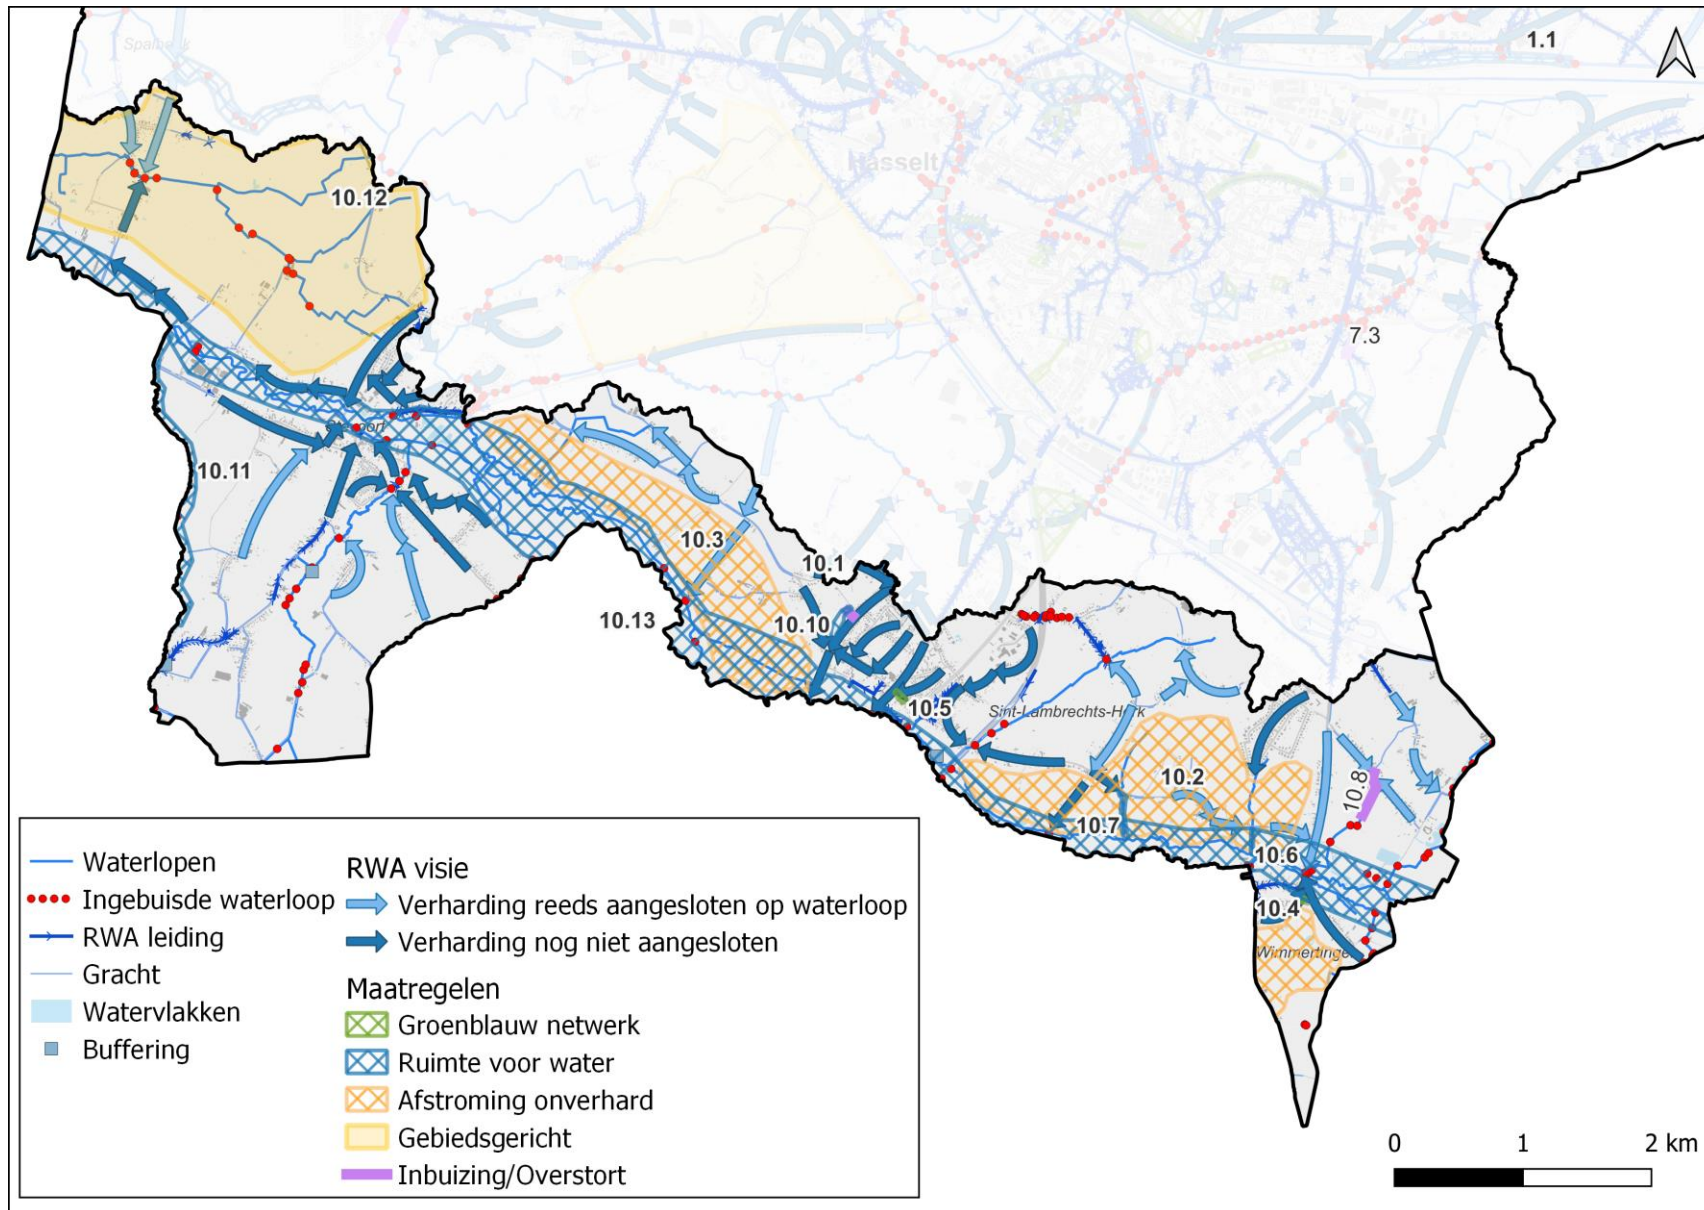 Spalbeek
1.1
Hasselt
10.12
7.3
Stevoort
10.11
10.3
10.1
10.13
10.10
10.5
Sint-Lambrechts-Herk
10.2
10.8
10.7
10.6
10.4
Wimmertingen
Waterlopen
Ingebuisde waterloop
RWA leiding
Gracht
Watervlakken
Buffering
RWA visie
Verharding reeds aangesloten op waterloop
Verharding nog niet aangesloten
Maatregelen
Groenblauw netwerk
Ruimte voor water
Afstroming onverhard
Gebiedsgericht
Inbuizing/Overstort
0 1 2 km